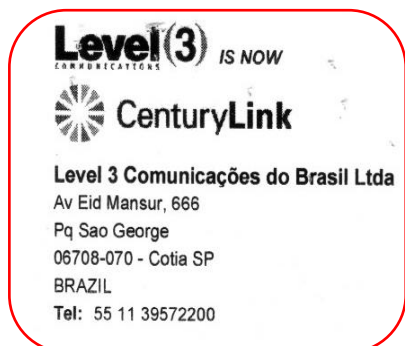 Level(3) IS NOW
COMMUNICATIONS
CenturyLink
Level 3 Comunicações do Brasil Ltda
Av Eid Mansur, 666
Pq Sao George
06708-070 - Cotia SP
BRAZIL
Tel: 55 11 39572200